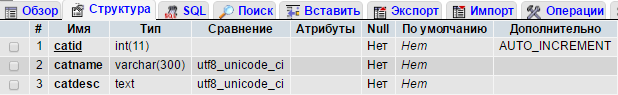 Обзор Структура SQL Поиск Вставить Экспорт Импорт Операции
# Имя Тип Сравнение Атрибуты Null По умолчанию Дополнительно
1 catid int(11) Нет Нет AUTO_INCREMENT
2 catname varchar(300) utf8_unicode_ci Нет Нет
3 catdesc text utf8_unicode_ci Нет Нет